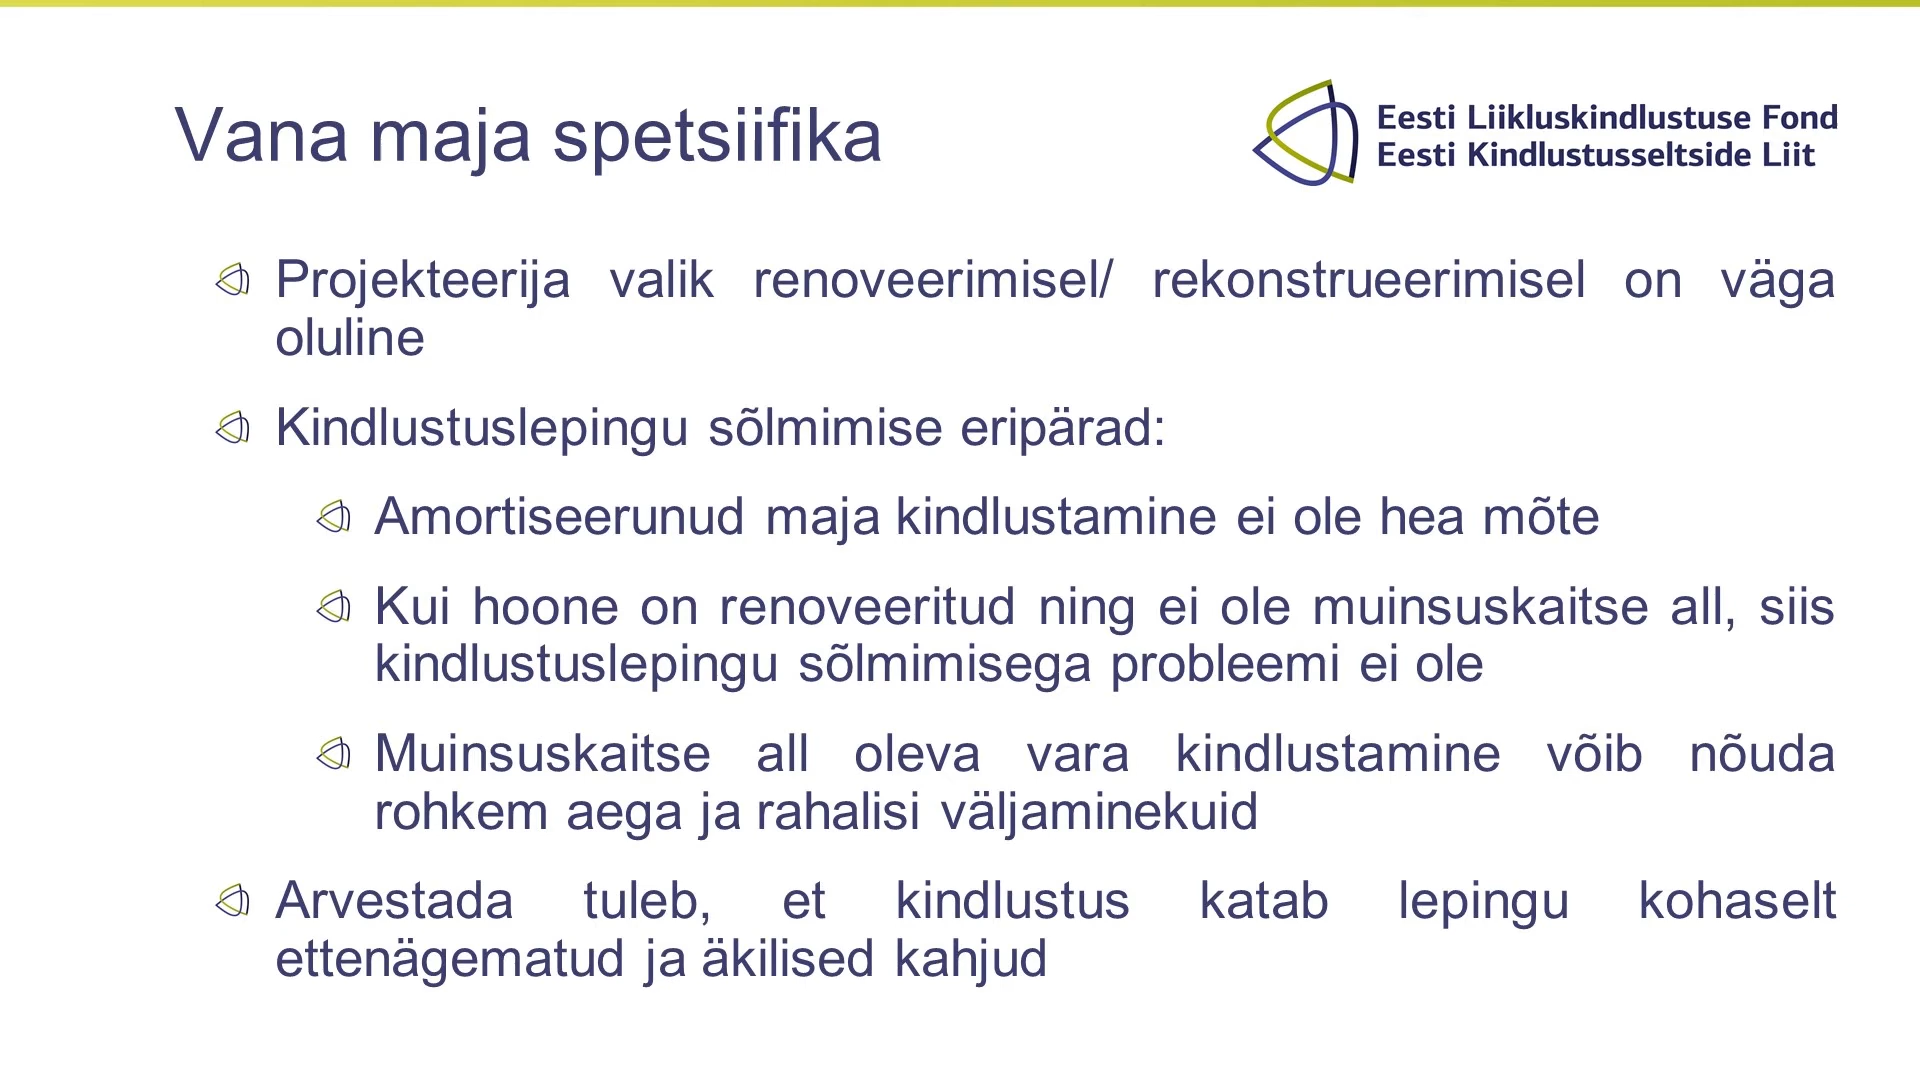 Vana maja spetsiifika
Eesti Liikluskindlustuse Fond
Eesti Kindlustusseltside Liit
Projekteerija valik renoveerimisel/ rekonstrueerimisel on väga
oluline
Kindlustuslepingu sõlmimise eripärad:
Amortiseerunud maja kindlustamine ei ole hea mõte
Kui hoone on renoveeritud ning ei ole muinsuskaitse all, siis
kindlustuslepingu sõlmimisega probleemi ei ole
Muinsuskaitse all oleva vara kindlustamine võib nõuda
rohkem aega ja rahalisi väljaminekuid
Arvestada tuleb, et kindlustus katab lepingu kohaselt
ettenägematud ja äkilised kahjud